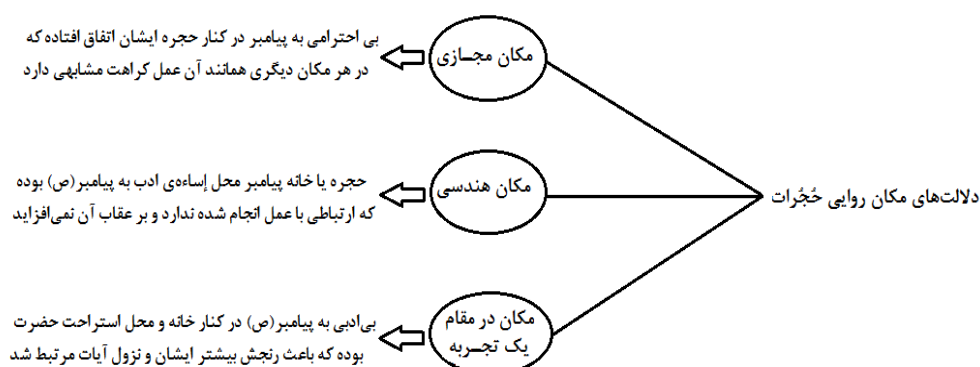 دلالت‌های مکان روایی حُجُرات
مکان مجـازی
بی احترامی به پیامبر در کنار حجره ایشان اتفاق افتاده که
در هر مکان دیگری همانند آن عمل کراهت مشابهی دارد
مکان هندسی
حجره یا خانه پیامبر محل إساءه‌ی ادب به پیامبر(ص) بوده
که ارتباطی با عمل انجام شده ندارد و بر عقاب آن نمی‌افزاید
مکان در مقام
یک تجـربه
بی‌ادبی به پیامبر(ص) در کنار خانه و محل استراحت حضرت
بوده که باعث رنجش بیشتر ایشان و نزول آیات مرتبط شد